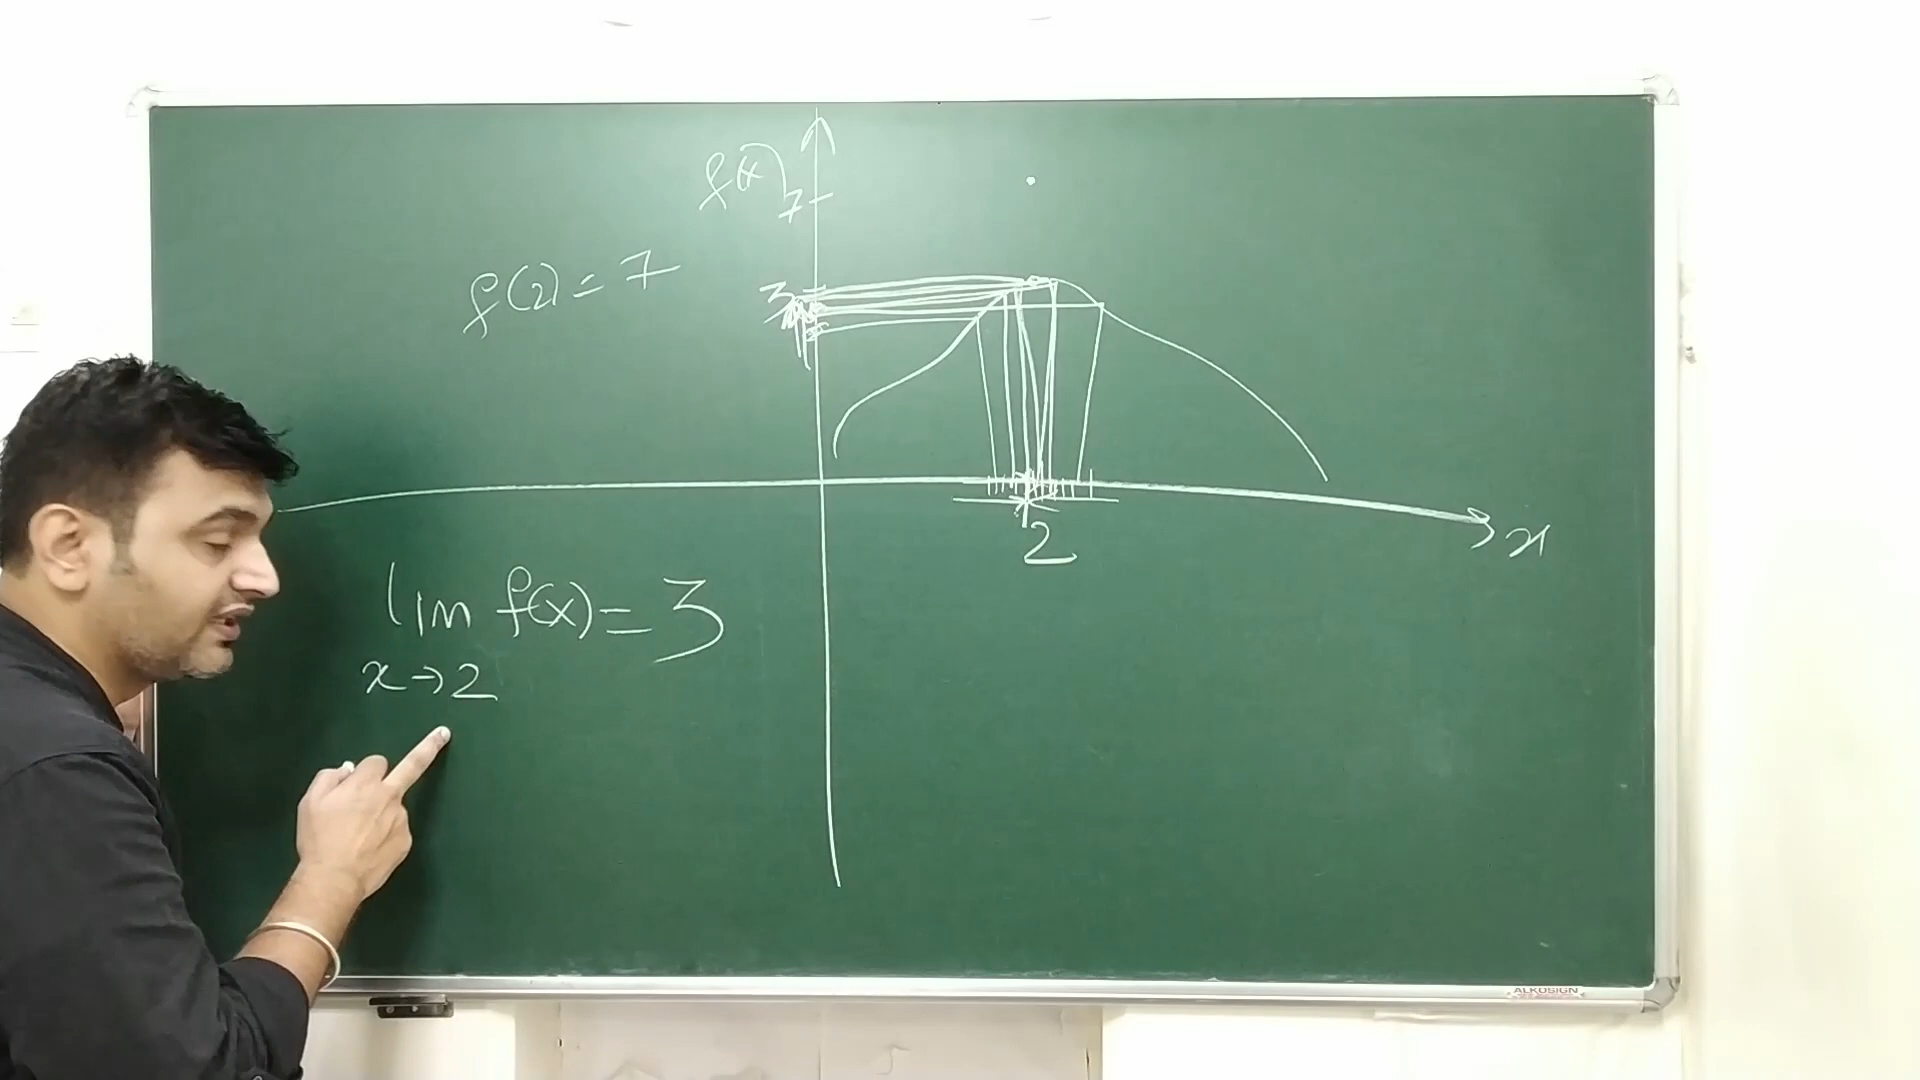 f(x)
7
f(2) = 7
3
2
x
lim f(x) = 3
x → 2
ALKOSIGN